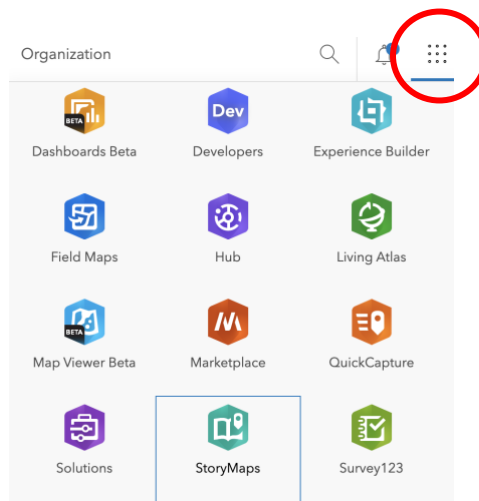 Organization
BETA Dev
Dashboards Beta Developers Experience Builder
Field Maps Hub Living Atlas
BETA
Map Viewer Beta Marketplace QuickCapture
Solutions StoryMaps Survey123